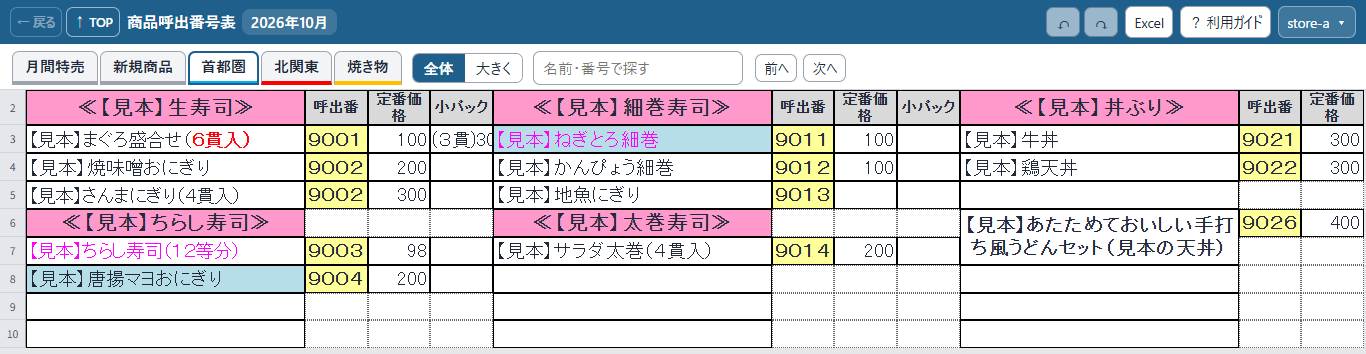 ←戻る ↑TOP 商品呼出番号表 2026年10月 Excel ? 利用ガイド store-a ▼
月間特売 新規商品 首都圏 北関東 焼き物 全体 大きく 名前・番号で探す 前へ 次へ
2 ≪【見本】生寿司≫ 呼出番 定番価格 小パック ≪【見本】細巻寿司≫ 呼出番 定番価格 小パック ≪【見本】丼ぶり≫ 呼出番 定番価格
3 【見本】まぐろ盛合せ(6貫入) 9001 100 (3貫)30 【見本】ねぎとろ細巻 9011 100 【見本】牛丼 9021 300
4 【見本】焼味噌おにぎり 9002 200 【見本】かんぴょう細巻 9012 100 【見本】鶏天丼 9022 300
5 【見本】さんまにぎり(4貫入) 9002 300 【見本】地魚にぎり 9013
6 ≪【見本】ちらし寿司≫ ≪【見本】太巻寿司≫ 【見本】あたためておいしい手打 9026 400
ち風うどんセット(見本の天丼)
7 【見本】ちらし寿司(12等分) 9003 98 【見本】サラダ太巻(4貫入) 9014 200
8 【見本】唐揚マヨおにぎり 9004 200
9
10